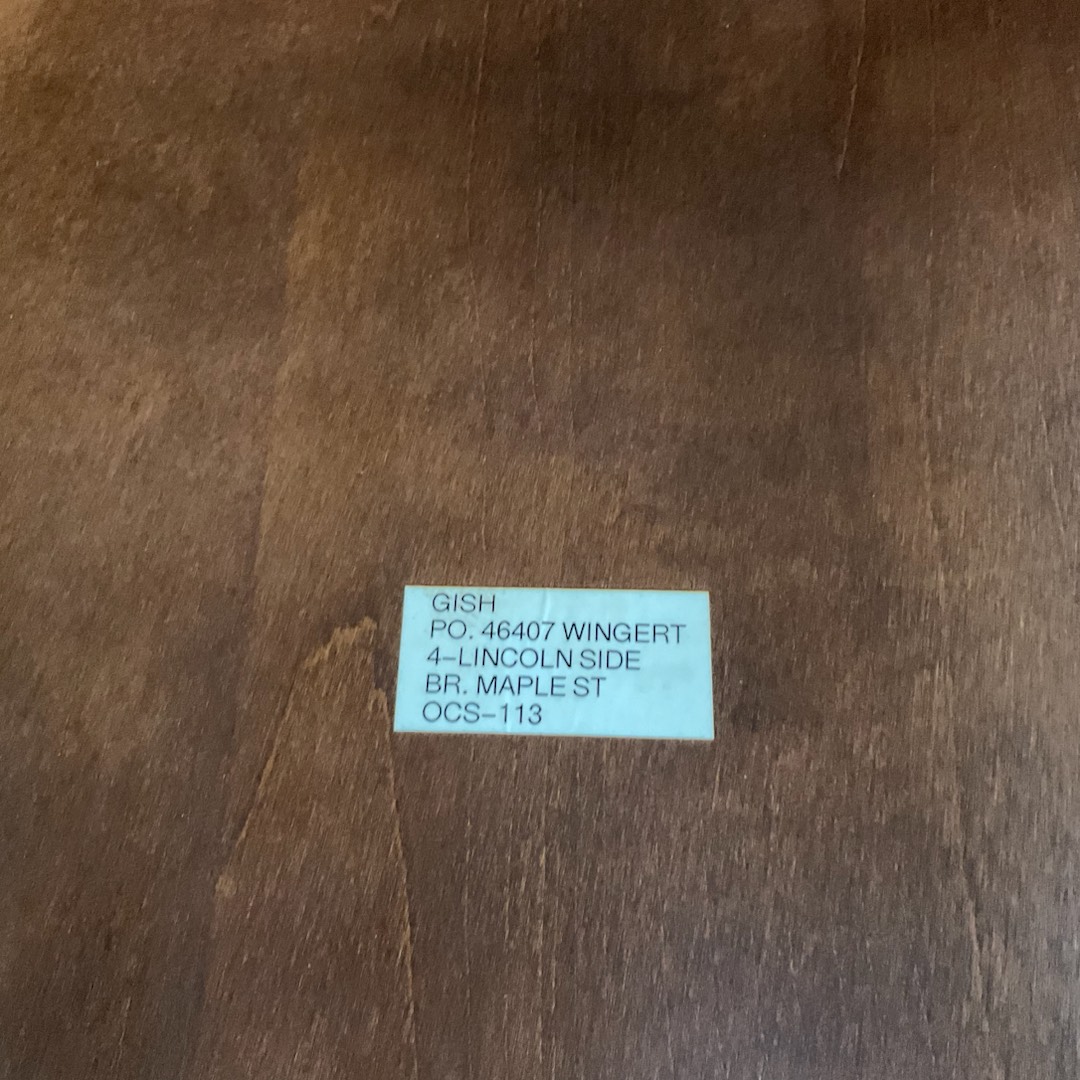 GISH
PO. 46407 WINGERT
4-LINCOLN SIDE
BR. MAPLE ST
OCS-113